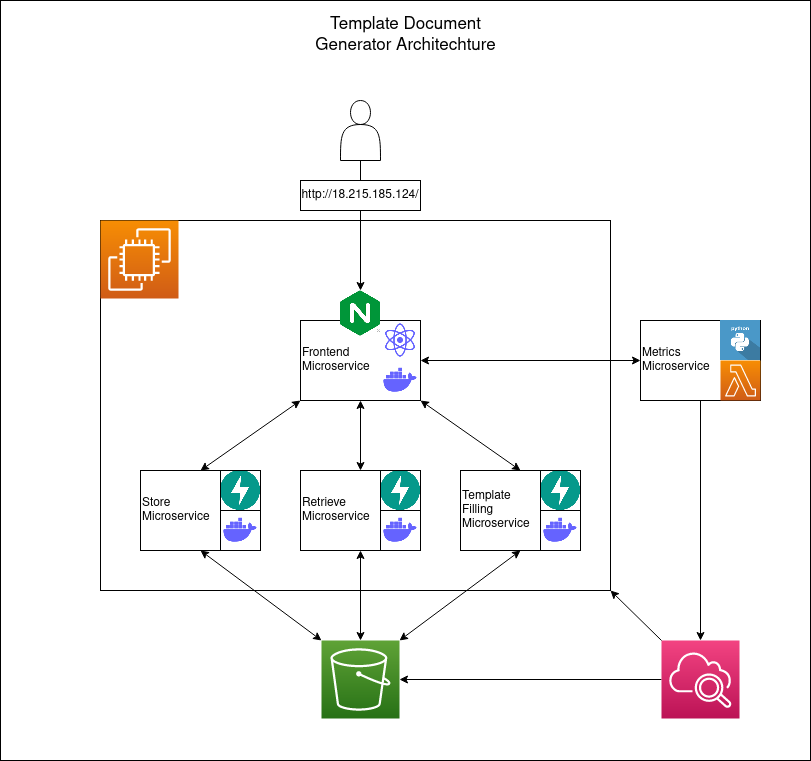 Template Document
Generator Architechture
http://18.215.185.124/
N
Frontend
Microservice
Metrics
Microservice
python
Store
Microservice
Retrieve
Microservice
Template
Filling
Microservice